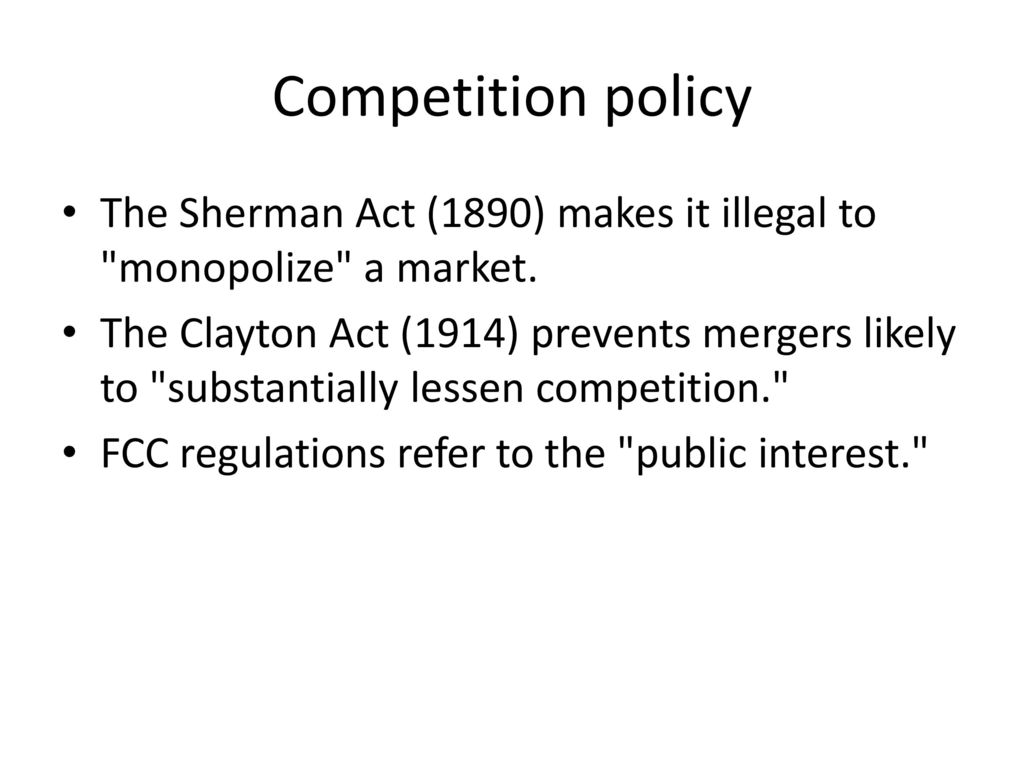 Competition policy
• The Sherman Act (1890) makes it illegal to
"monopolize" a market.
• The Clayton Act (1914) prevents mergers likely
to "substantially lessen competition."
• FCC regulations refer to the "public interest."